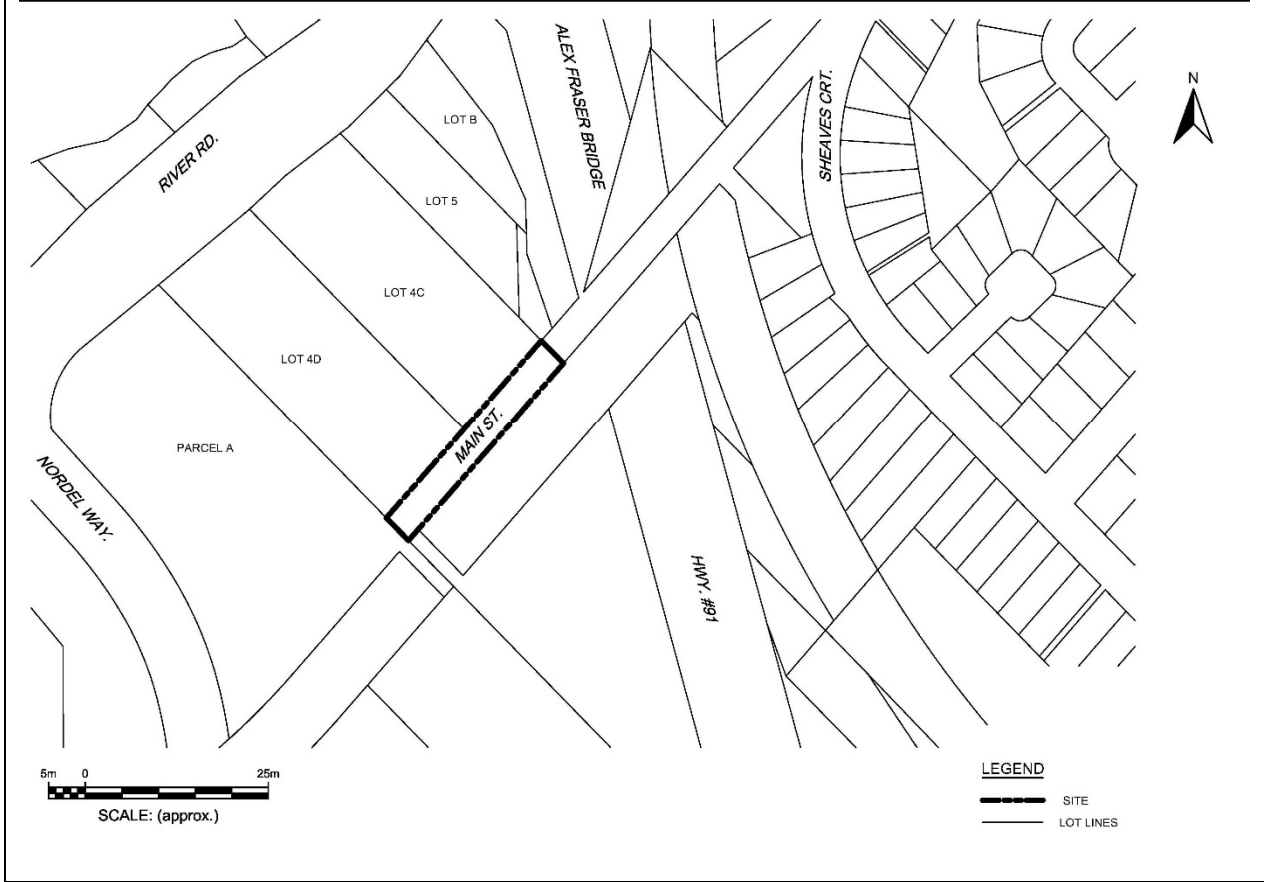 ALEX FRASER BRIDGE
SHEAVES CRT.
N
LOT B
RIVER RD.
LOT 5
LOT 4C
LOT 4D
MAIN ST.
PARCEL A
NORDEL WAY.
HWY. #91
5m 0 25m
SCALE: (approx.)
LEGEND
SITE
LOT LINES